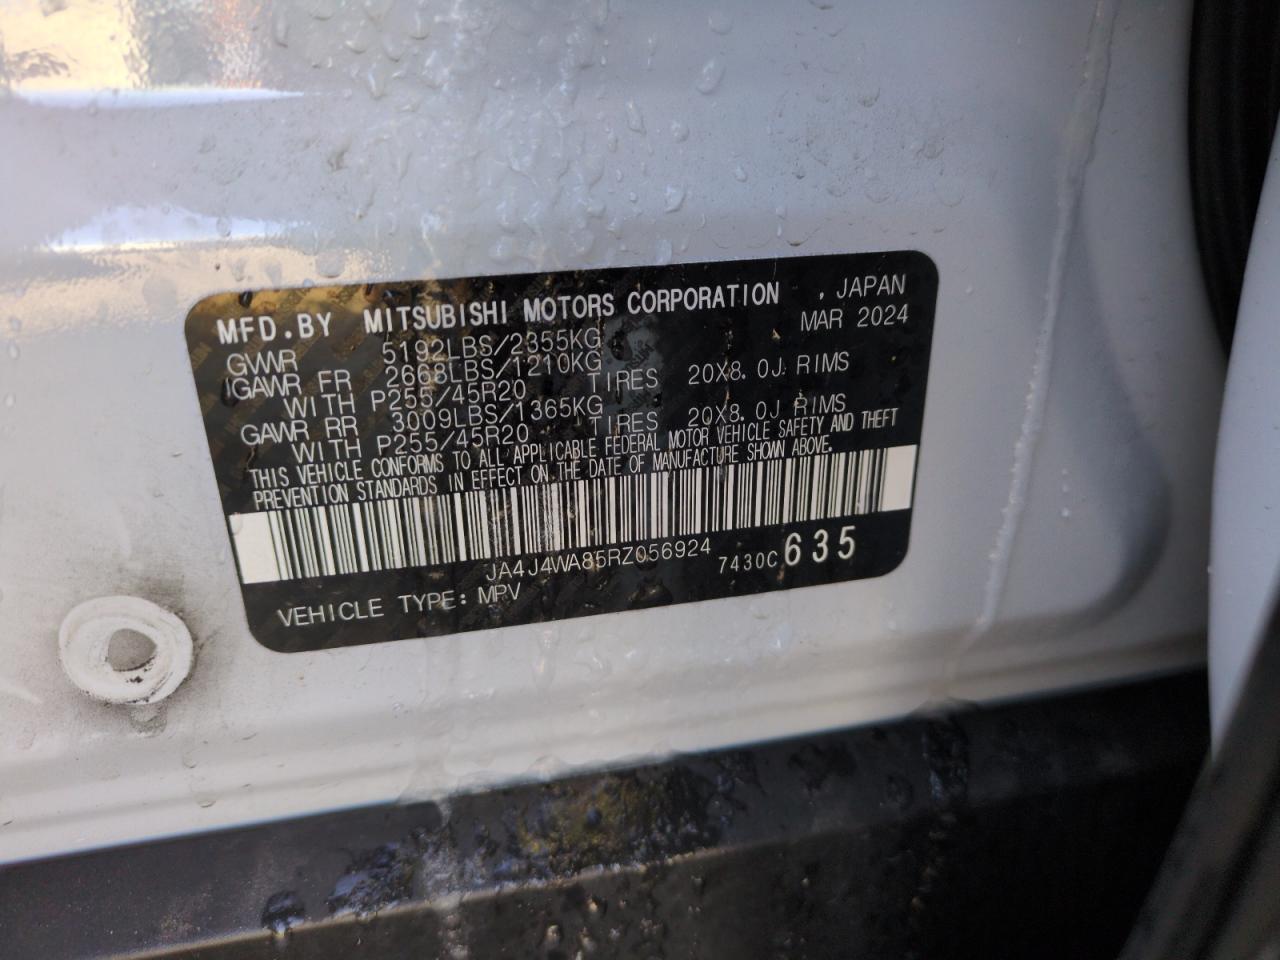 MFD.BY MITSUBISHI MOTORS CORPORATION , JAPAN
MAR 2024
GVWR 5192LBS/2355KG
GAWR FR 2668LBS/1210KG
WITH P255/45R20 TIRES 20X8.0J RIMS
GAWR RR 3009LBS/1365KG
WITH P255/45R20 TIRES 20X8.0J RIMS
THIS VEHICLE CONFORMS TO ALL APPLICABLE FEDERAL MOTOR VEHICLE SAFETY AND THEFT
PREVENTION STANDARDS IN EFFECT ON THE DATE OF MANUFACTURE SHOWN ABOVE.
JA4J4WA85RZ056924 7430C 635
VEHICLE TYPE: MPV